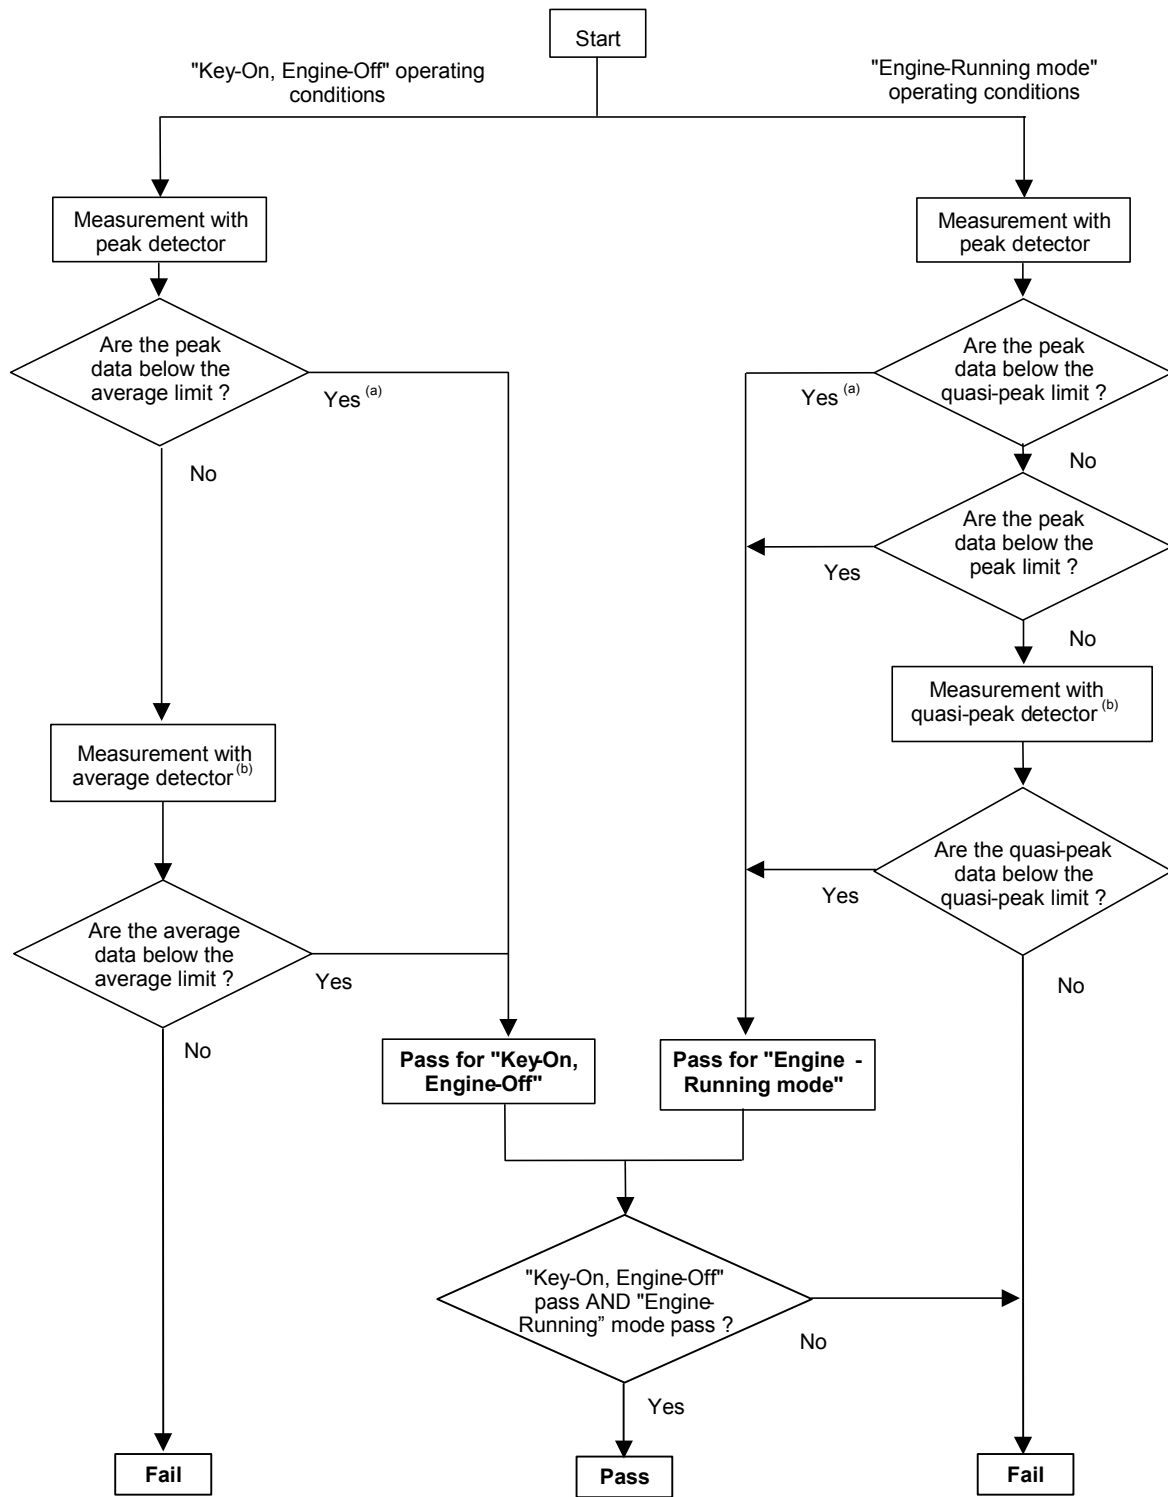 Start
"Key-On, Engine-Off" operating
conditions
"Engine-Running mode"
operating conditions
Measurement with
peak detector
Measurement with
peak detector
Are the peak
data below the
average limit ?
Yes (a)
No
Are the peak
data below the
quasi-peak limit ?
Yes (a)
No
Are the peak
data below the
peak limit ?
Yes
No
Measurement with
quasi-peak detector (b)
Measurement with
average detector (b)
Are the quasi-peak
data below the
quasi-peak limit ?
Yes
No
Are the average
data below the
average limit ?
Yes
No
Pass for "Key-On,
Engine-Off"
Pass for "Engine -
Running mode"
"Key-On, Engine-Off"
pass AND "Engine-
Running” mode pass ?
No
Yes
Fail
Pass
Fail